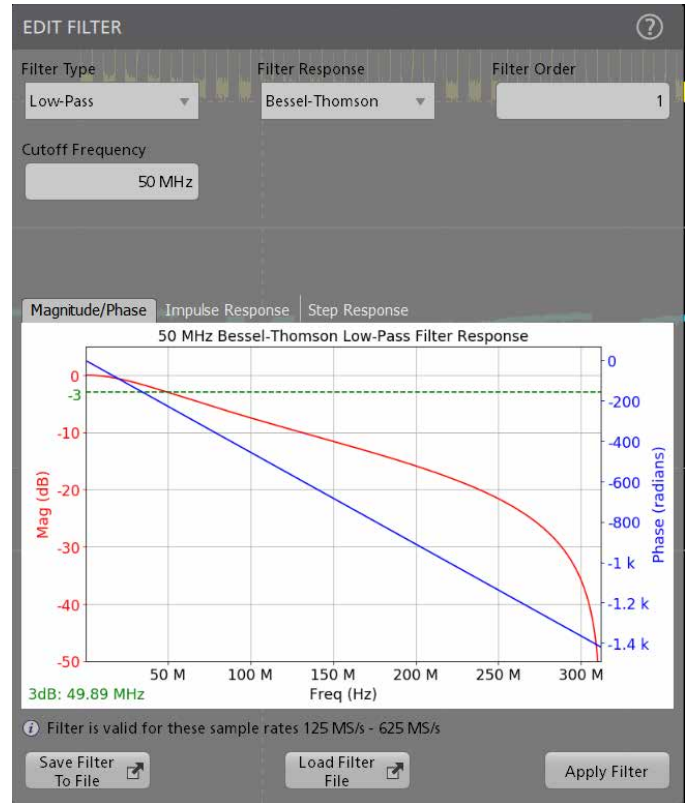 EDIT FILTER ?
Filter Type Filter Response Filter Order
Low-Pass Bessel-Thomson 1
Cutoff Frequency
50 MHz
Magnitude/Phase Impulse Response Step Response
50 MHz Bessel-Thomson Low-Pass Filter Response
0
-3
-10
-20
-30
-40
-50
Mag (dB)
0
-200
-400
-600
-800
-1 k
-1.2 k
-1.4 k
Phase (radians)
50 M 100 M 150 M 200 M 250 M 300 M
3dB: 49.89 MHz Freq (Hz)
i Filter is valid for these sample rates 125 MS/s - 625 MS/s
Save Filter
To File
Load Filter
File
Apply Filter